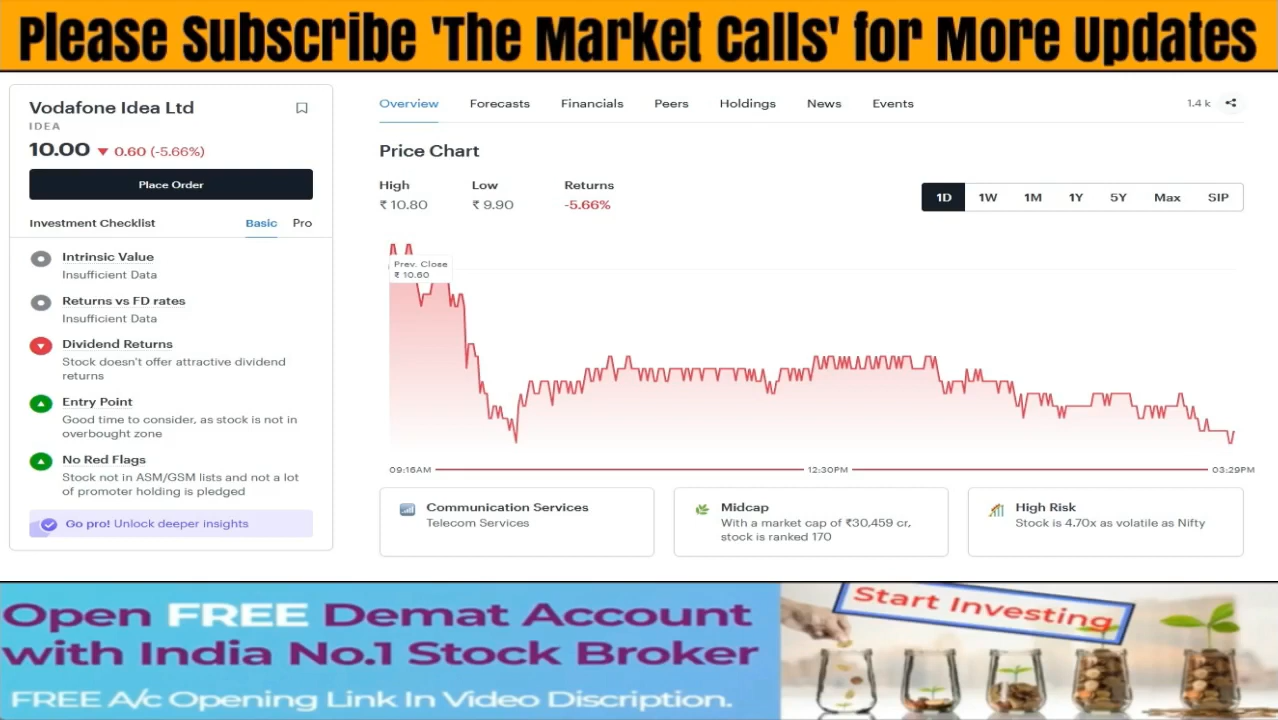 Please Subscribe 'The Market Calls' for More Updates
Vodafone Idea Ltd
IDEA
10.00 ▼ 0.60 (-5.66%)
Place Order
Investment Checklist
Basic
Pro
Intrinsic Value
Insufficient Data
Returns vs FD rates
Insufficient Data
Dividend Returns
Stock doesn't offer attractive dividend
returns
Entry Point
Good time to consider, as stock is not in
overbought zone
No Red Flags
Stock not in ASM/GSM lists and not a lot
of promoter holding is pledged
Go pro! Unlock deeper insights
Overview
Forecasts
Financials
Peers
Holdings
News
Events
1.4 k
Price Chart
High
₹ 10.80
Low
₹ 9.90
Returns
-5.66%
1D
1W
1M
1Y
5Y
Max
SIP
Prev. Close
₹ 10.60
09:16AM
12:30PM
03:29PM
Communication Services
Telecom Services
Midcap
With a market cap of ₹30,459 cr,
stock is ranked 170
High Risk
Stock is 4.70x as volatile as Nifty
Open FREE Demat Account
with India No.1 Stock Broker
FREE A/c Opening Link In Video Discription.
Start Investing